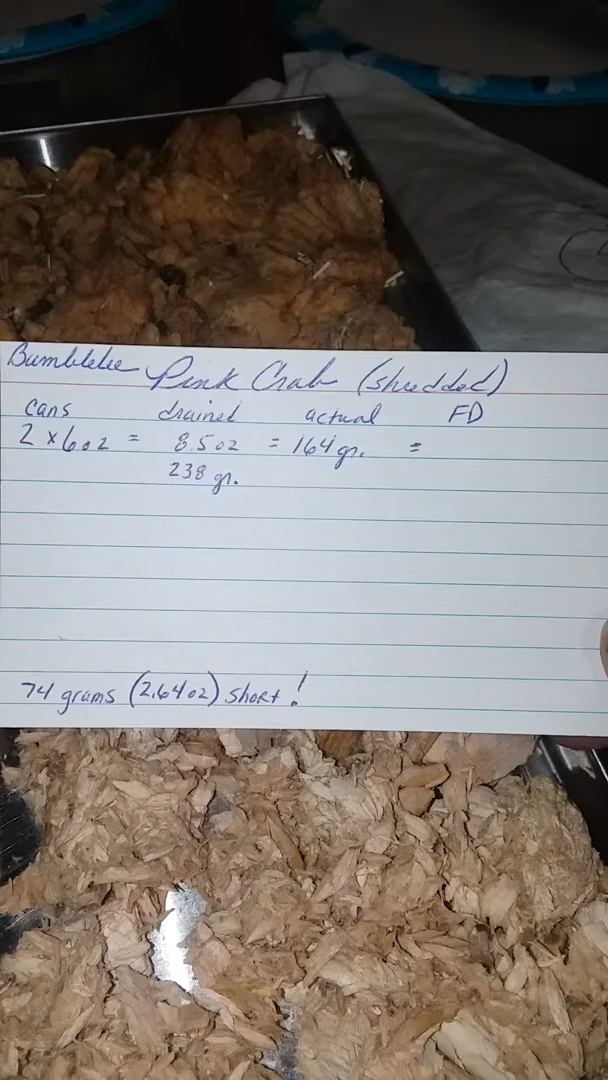 Bumblebee Pink Crab (shredded)
cans drained actual FD
2 x 6oz = 8.5oz = 164 gr. =
238 gr.
74 grams (2.64oz) short!